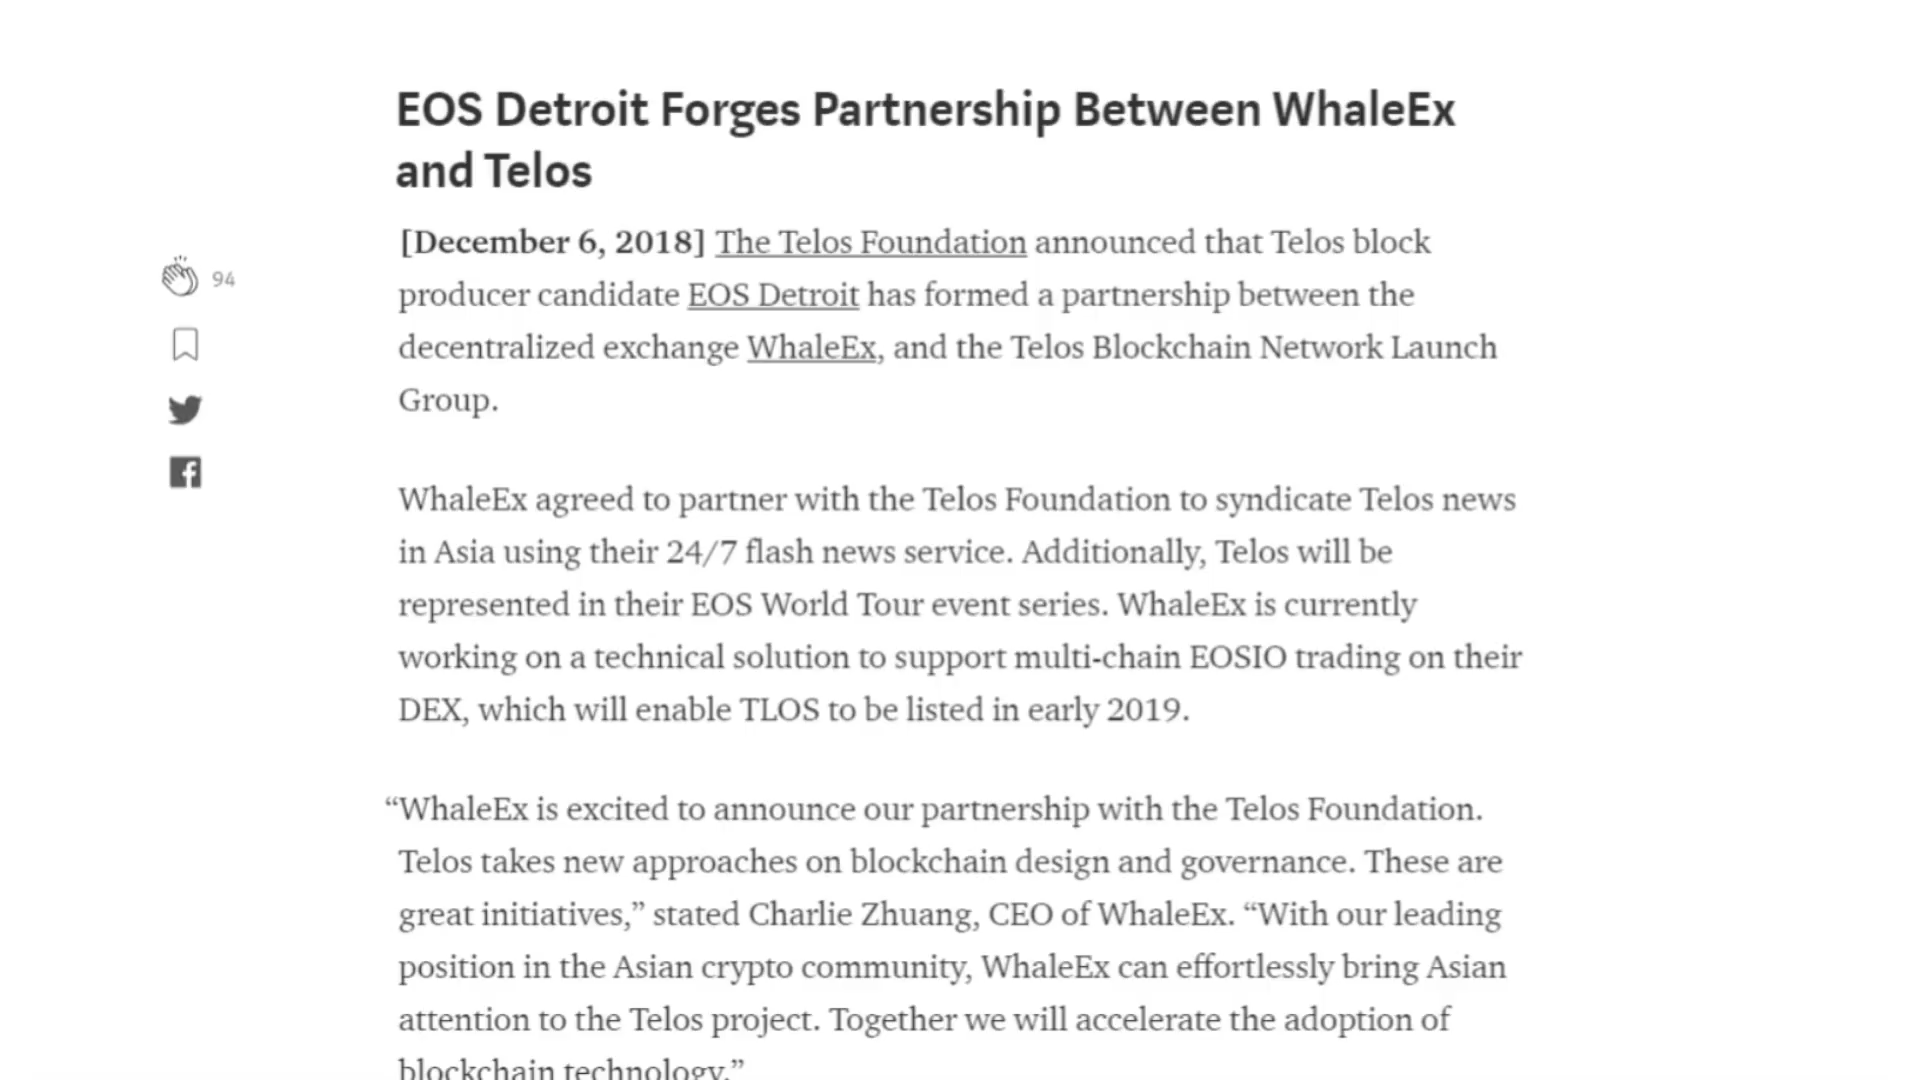 EOS Detroit Forges Partnership Between WhaleEx
and Telos
[December 6, 2018] The Telos Foundation announced that Telos block
producer candidate EOS Detroit has formed a partnership between the
decentralized exchange WhaleEx, and the Telos Blockchain Network Launch
Group.
94
WhaleEx agreed to partner with the Telos Foundation to syndicate Telos news
in Asia using their 24/7 flash news service. Additionally, Telos will be
represented in their EOS World Tour event series. WhaleEx is currently
working on a technical solution to support multi-chain EOSIO trading on their
DEX, which will enable TLOS to be listed in early 2019.
“WhaleEx is excited to announce our partnership with the Telos Foundation.
Telos takes new approaches on blockchain design and governance. These are
great initiatives,” stated Charlie Zhuang, CEO of WhaleEx. “With our leading
position in the Asian crypto community, WhaleEx can effortlessly bring Asian
attention to the Telos project. Together we will accelerate the adoption of
blockchain technology.”